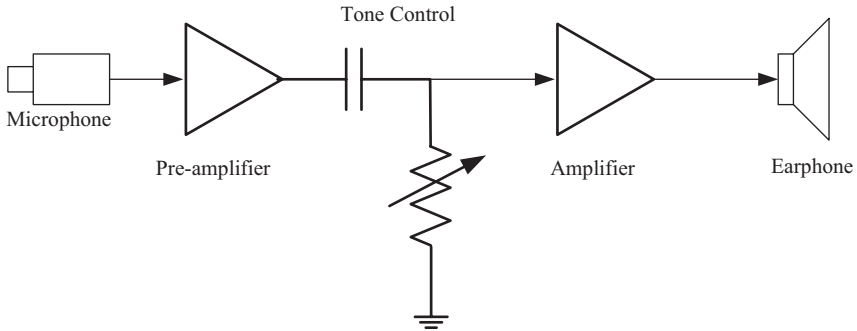 Tone Control
Microphone
Pre-amplifier
Amplifier
Earphone